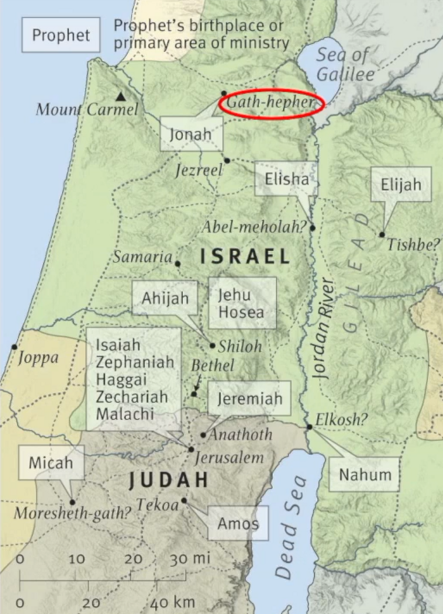 Prophet
Prophet's birthplace or
primary area of ministry
Sea of
Galilee
Mount Carmel
Gath-hepher
Jonah
Jezreel
Elisha
Elijah
Abel-meholah?
Tishbe?
GILEAD
Samaria
ISRAEL
Jordan River
Ahijah
Jehu
Hosea
Joppa
Isaiah
Zephaniah
Haggai
Zechariah
Malachi
Shiloh
Bethel
Jeremiah
Elkosh?
Anathoth
Jerusalem
Micah
JUDAH
Nahum
Moresheth-gath?
Tekoa
Amos
Dead Sea
0 10 20 30 mi
0 20 40 km